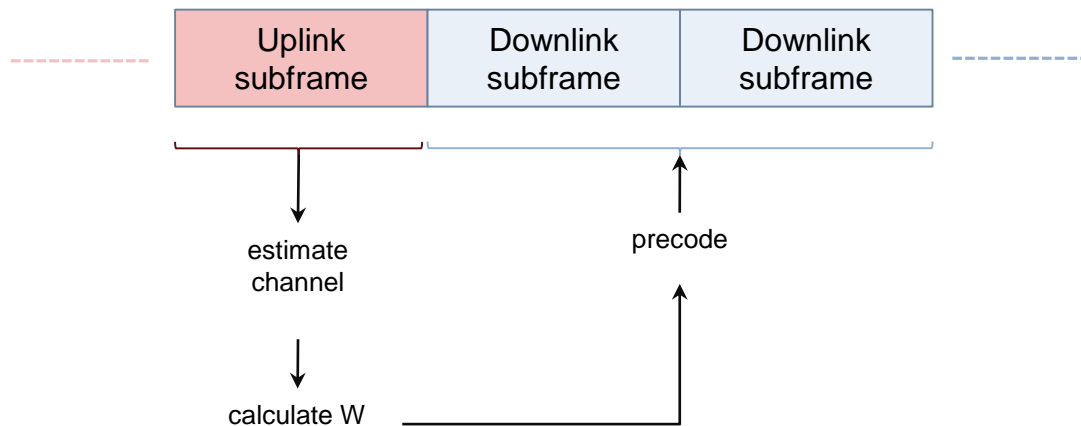 Uplink
subframe
Downlink
subframe
Downlink
subframe
estimate
channel
precode
calculate W